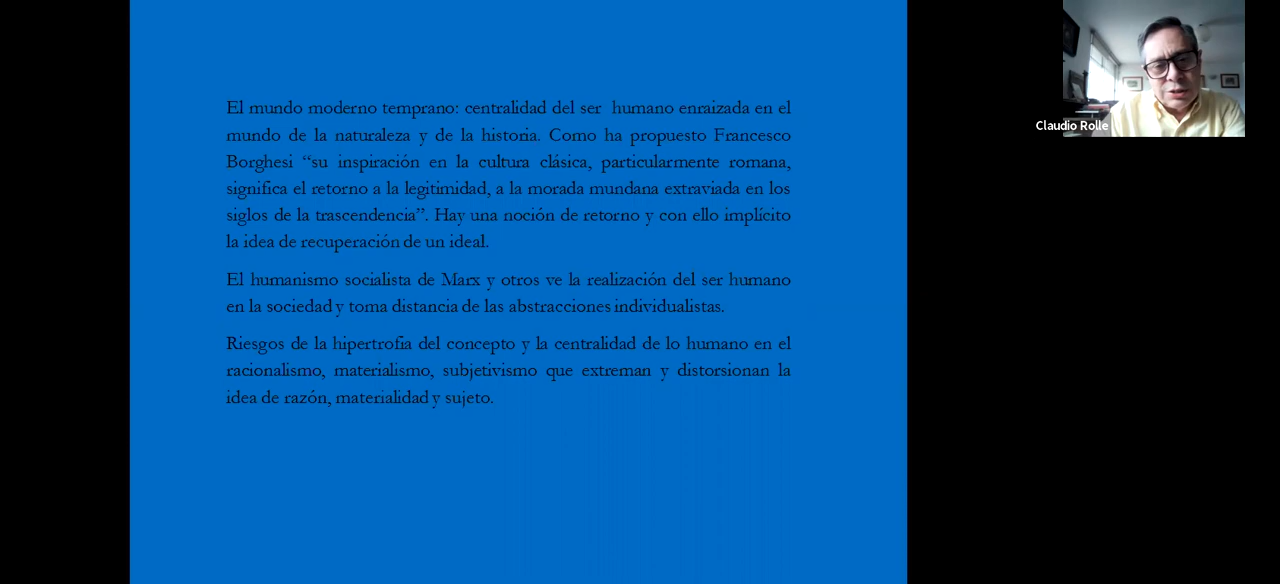 El mundo moderno temprano: centralidad del ser humano enraizada en el
mundo de la naturaleza y de la historia. Como ha propuesto Francesco
Borghesi “su inspiración en la cultura clásica, particularmente romana,
significa el retorno a la legitimidad, a la morada mundana extraviada en los
siglos de la trascendencia”. Hay una noción de retorno y con ello implícito
la idea de recuperación de un ideal.
El humanismo socialista de Marx y otros ve la realización del ser humano
en la sociedad y toma distancia de las abstracciones individualistas.
Riesgos de la hipertrofia del concepto y la centralidad de lo humano en el
racionalismo, materialismo, subjetivismo que extreman y distorsionan la
idea de razón, materialidad y sujeto.
Claudio Rolle